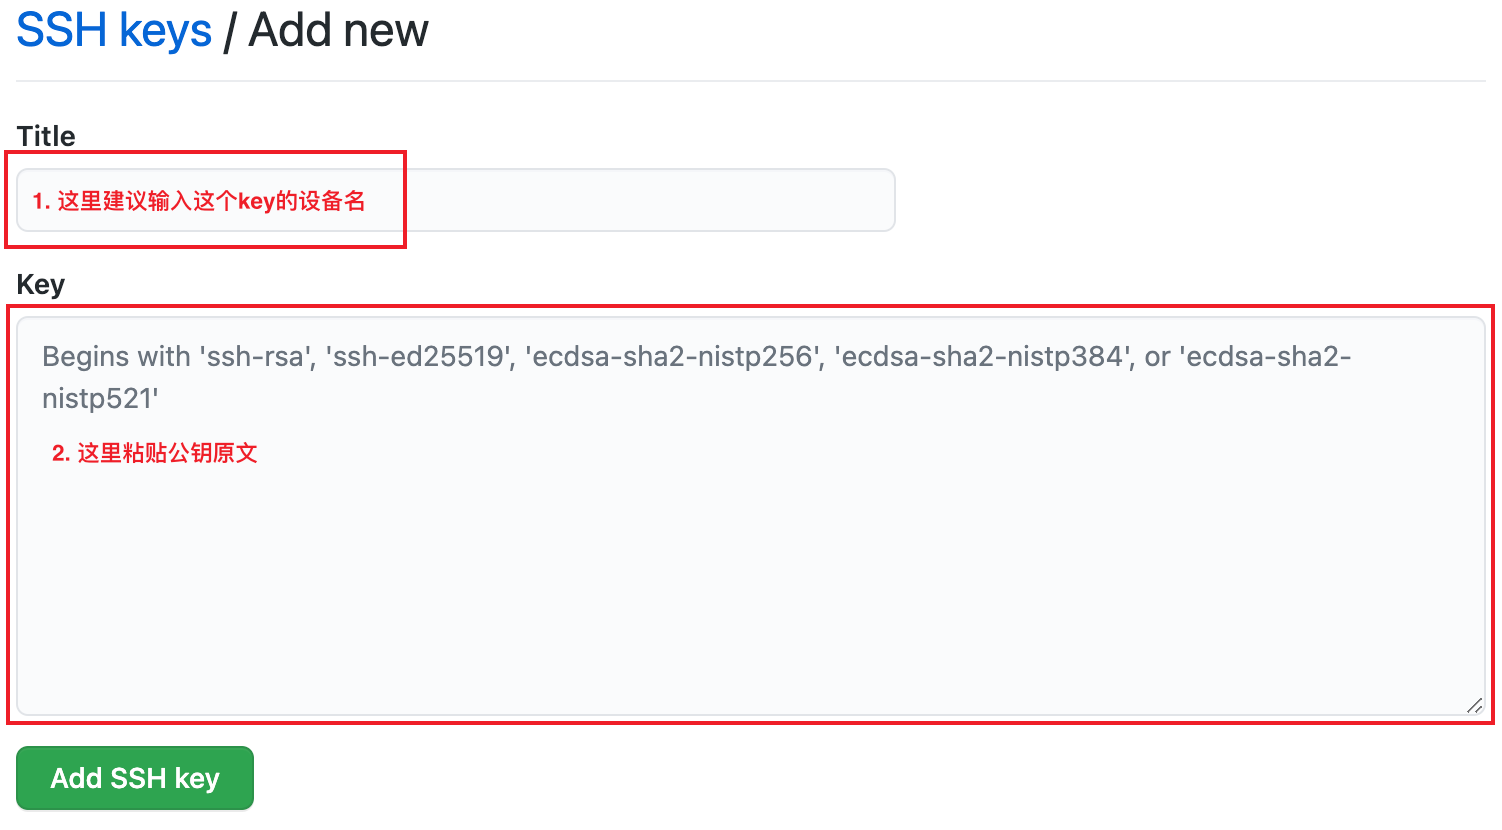 SSH keys / Add new
Title
1. 这里建议输入这个key的设备名
Key
Begins with 'ssh-rsa', 'ssh-ed25519', 'ecdsa-sha2-nistp256', 'ecdsa-sha2-nistp384', or 'ecdsa-sha2-
nistp521'
2. 这里粘贴公钥原文
Add SSH key